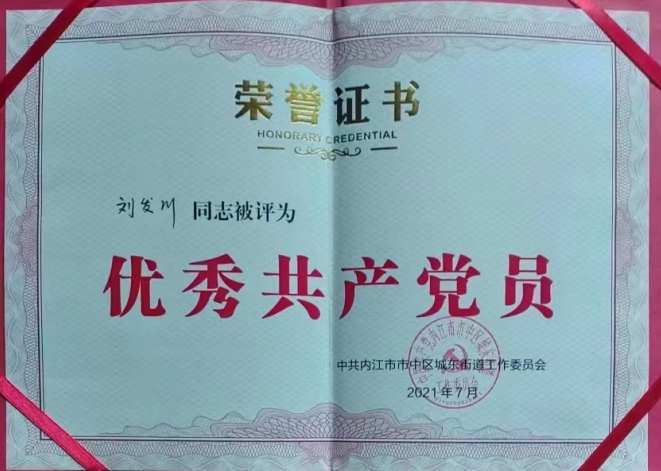 荣誉证书
HONORARY CREDENTIAL
刘发川 同志被评为
优秀共产党员
中共内江市市中区城东街道工作委员会
2021年7月